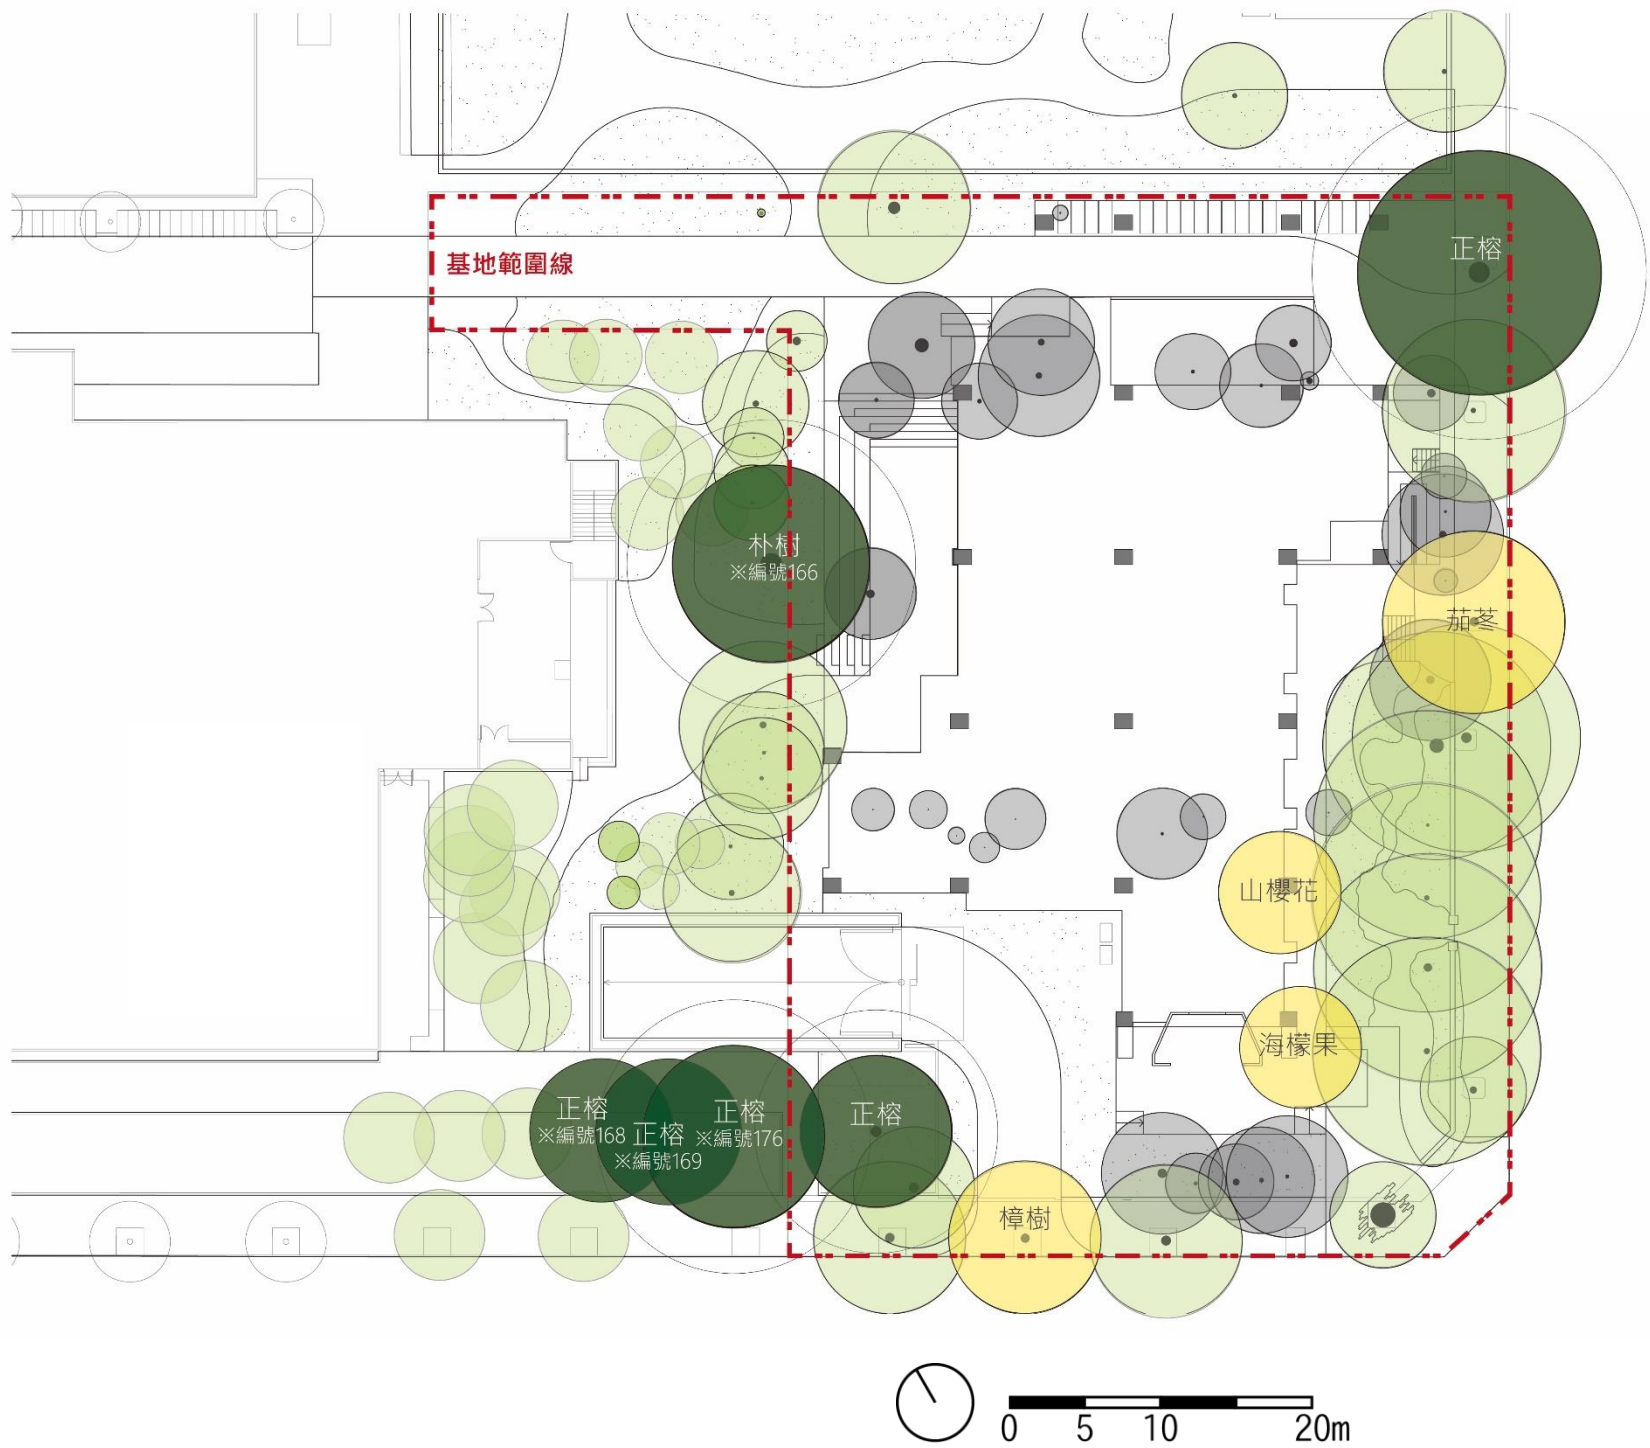 正榕
基地範圍線
朴樹
※編號166
茄苳
山櫻花
海檬果
正榕
※編號168
正榕
※編號169
正榕
※編號176
正榕
樟樹
0 5 10 20m